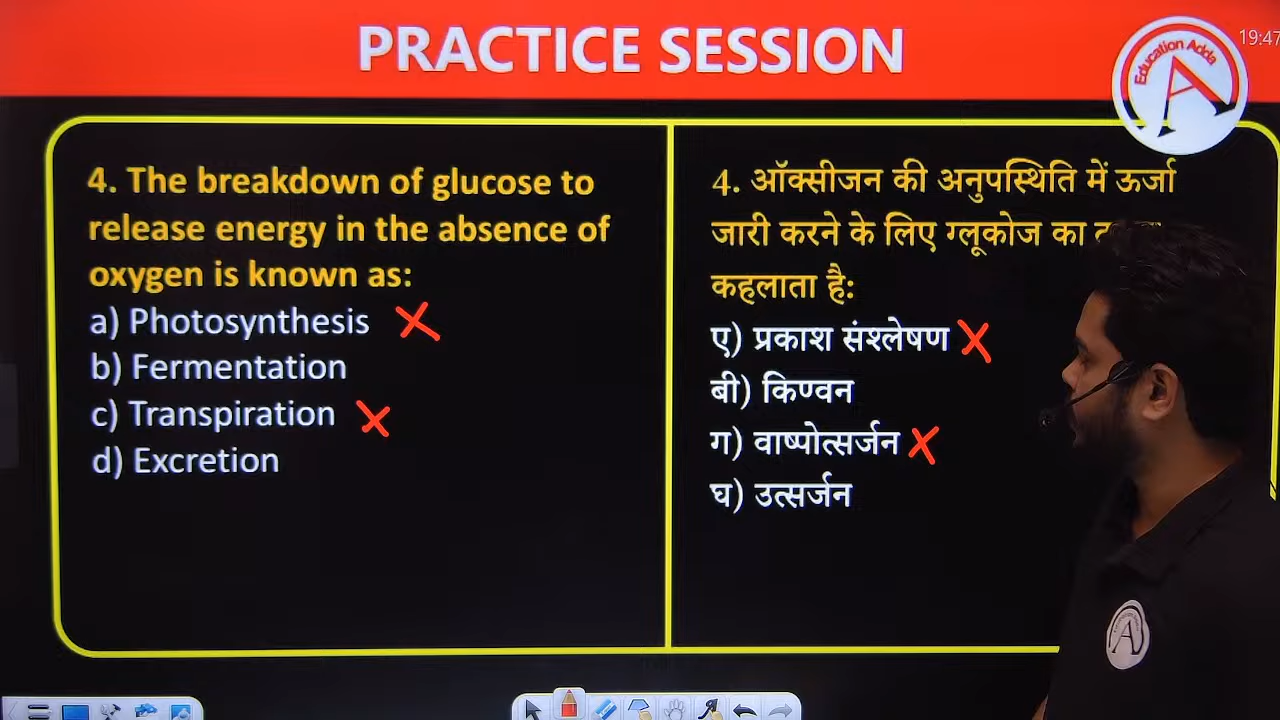 PRACTICE SESSION
19:47
Education Adda
A
4. The breakdown of glucose to
release energy in the absence of
oxygen is known as:
a) Photosynthesis
b) Fermentation
c) Transpiration
d) Excretion
4. ऑक्सीजन की अनुपस्थिति में ऊर्जा
जारी करने के लिए ग्लूकोज का
कहलाता है:
ए) प्रकाश संश्लेषण
बी) किण्वन
ग) वाष्पोत्सर्जन
घ) उत्सर्जन
A